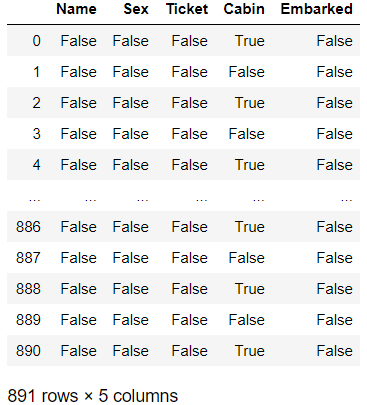 Name Sex Ticket Cabin Embarked
0 False False False True False
1 False False False False False
2 False False False True False
3 False False False False False
4 False False False True False
... ... ... ... ... ...
886 False False False True False
887 False False False False False
888 False False False True False
889 False False False False False
890 False False False True False
891 rows × 5 columns